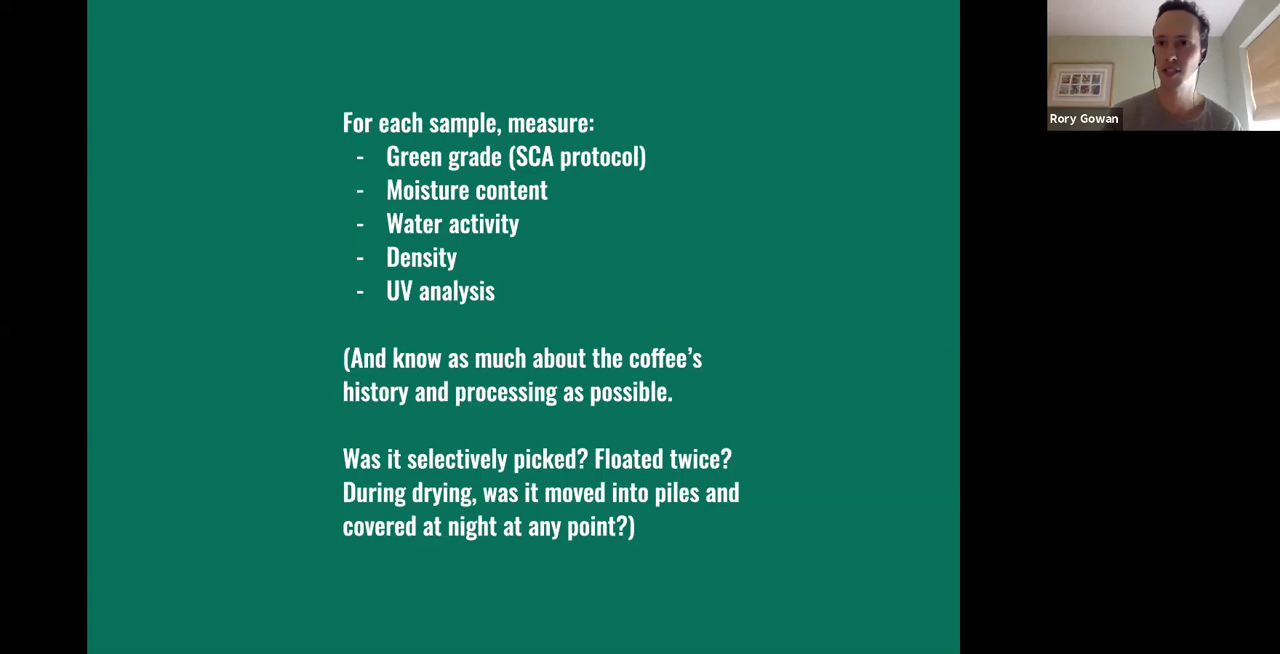 For each sample, measure:
- Green grade (SCA protocol)
- Moisture content
- Water activity
- Density
- UV analysis
(And know as much about the coffee’s
history and processing as possible.
Was it selectively picked? Floated twice?
During drying, was it moved into piles and
covered at night at any point?)
Rory Gowan